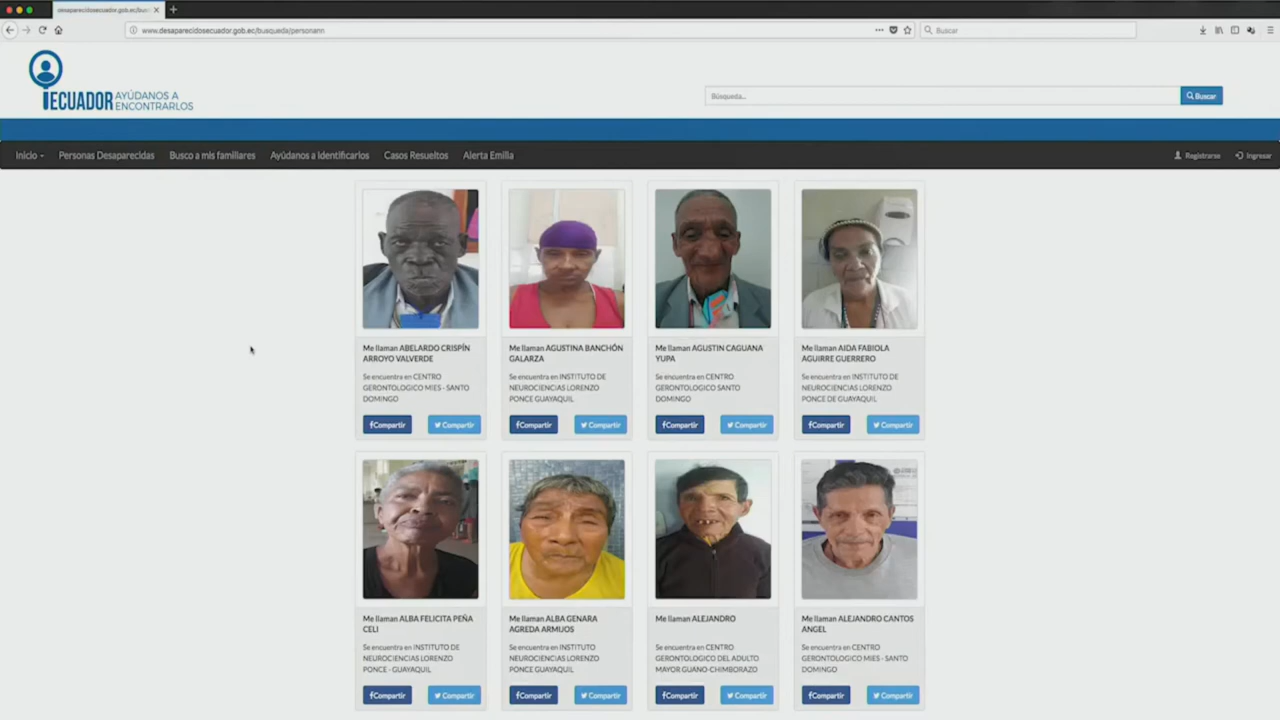 desaparecidosecuador.gob.ec/busq
www.desaparecidosecuador.gob.ec/busqueda/personann
Buscar
ECUADOR AYÚDANOS A
ENCONTRARLOS
Búsqueda...
Buscar
Inicio
Personas Desaparecidas
Busco a mis familiares
Ayúdanos a identificarlos
Casos Resueltos
Alerta Emilia
Registrarse
Ingresar
Me llaman ABELARDO CRISPÍN
ARROYO VALVERDE
Se encuentra en CENTRO
GERONTOLOGICO MIES - SANTO
DOMINGO
Compartir
Compartir
Me llaman AGUSTINA BANCHÓN
GALARZA
Se encuentra en INSTITUTO DE
NEUROCIENCIAS LORENZO
PONCE GUAYAQUIL
Compartir
Compartir
Me llaman AGUSTIN CAGUANA
YUPA
Se encuentra en CENTRO
GERONTOLOGICO SANTO
DOMINGO
Compartir
Compartir
Me llaman AIDA FABIOLA
AGUIRRE GUERRERO
Se encuentra en INSTITUTO DE
NEUROCIENCIAS LORENZO
PONCE DE GUAYAQUIL
Compartir
Compartir
Me llaman ALBA FELICITA PEÑA
CELI
Se encuentra en INSTITUTO DE
NEUROCIENCIAS LORENZO
PONCE - GUAYAQUIL
Compartir
Compartir
Me llaman ALBA GENARA
AGREDA ARMIJOS
Se encuentra en INSTITUTO
NEUROCIENCIAS LORENZO
PONCE GUAYAQUIL
Compartir
Compartir
Me llaman ALEJANDRO
Se encuentra en CENTRO
GERONTOLOGICO DEL ADULTO
MAYOR GUANO-CHIMBORAZO
Compartir
Compartir
Me llaman ALEJANDRO CANTOS
ANGEL
Se encuentra en CENTRO
GERONTOLOGICO MIES - SANTO
DOMINGO
Compartir
Compartir